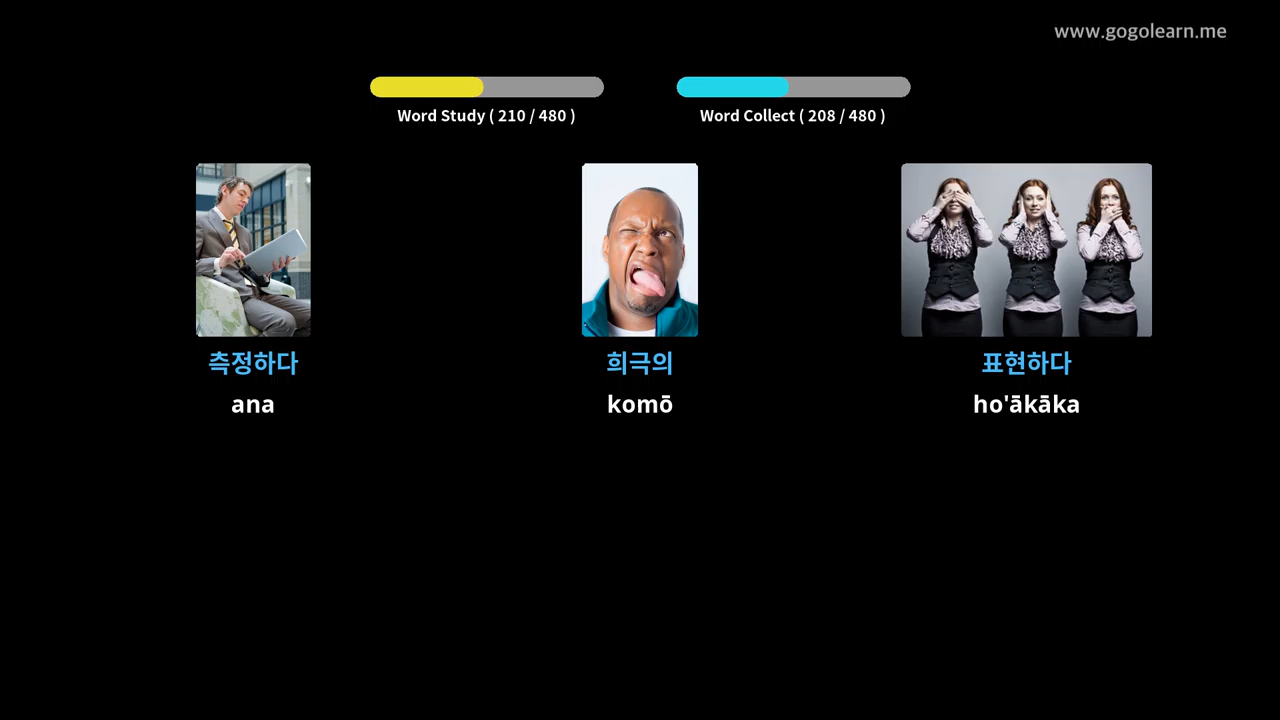 www.gogolearn.me
Word Study ( 210 / 480 )
Word Collect ( 208 / 480 )
측정하다
희극의
표현하다
ana
komō
ho'ākāka